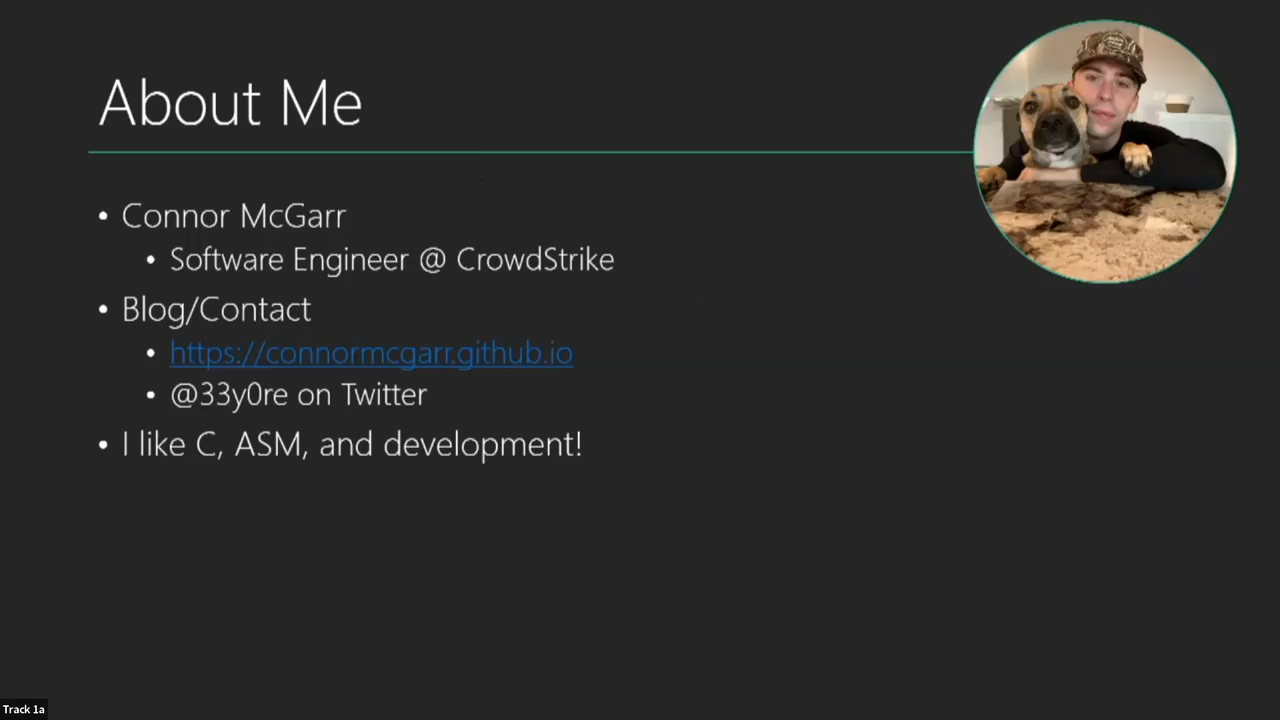 About Me
Connor McGarr
Software Engineer @ CrowdStrike
Blog/Contact
https://connormcgarr.github.io
@33y0re on Twitter
I like C, ASM, and development!
Track 1a